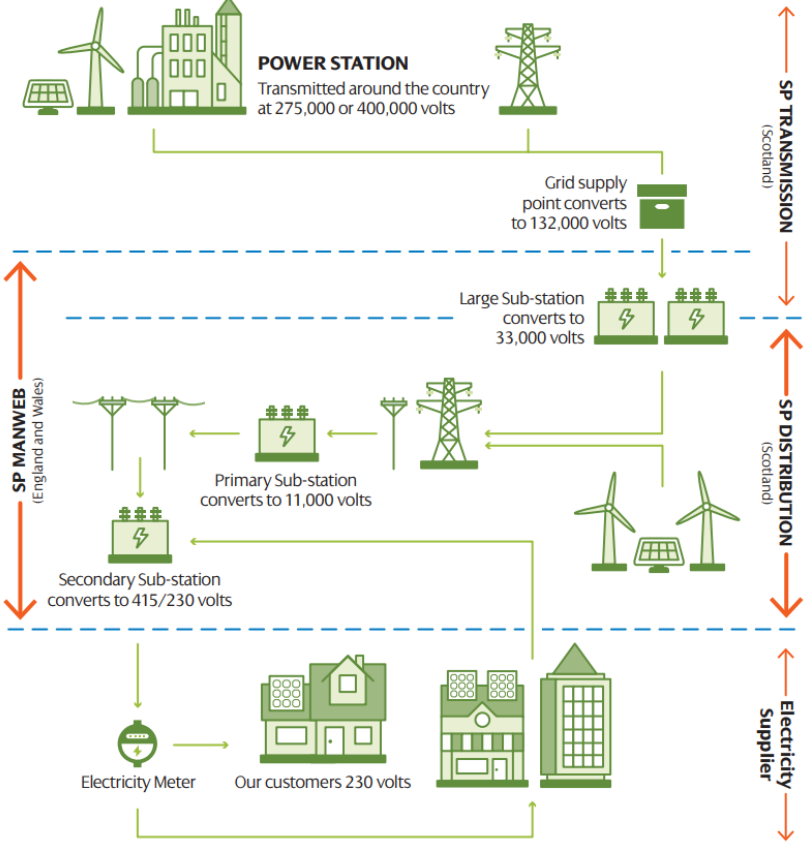 POWER STATION
Transmitted around the country
at 275,000 or 400,000 volts
SP TRANSMISSION
(Scotland)
Grid supply
point converts
to 132,000 volts
Large Sub-station
converts to
33,000 volts
SP MANWEB
(England and Wales)
SP DISTRIBUTION
(Scotland)
Primary Sub-station
converts to 11,000 volts
Secondary Sub-station
converts to 415/230 volts
Electricity Meter
Our customers 230 volts
Electricity
Supplier